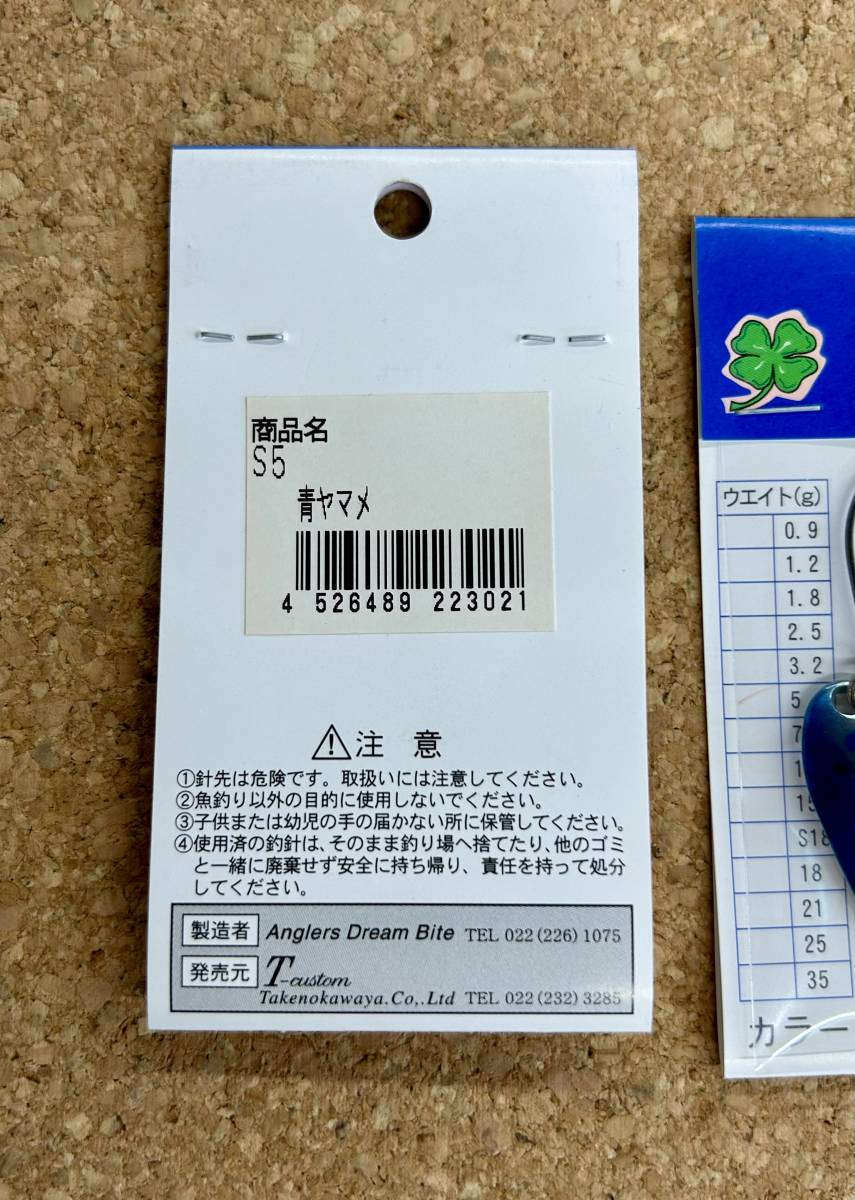 商品名
S5
青ヤマメ
4 526489 223021
注 意
①針先は危険です。取扱いには注意してください。
②魚釣り以外の目的に使用しないでください。
③子供または幼児の手の届かない所に保管してください。
④使用済の釣針は、そのまま釣り場へ捨てたり、他のゴミ
と一緒に廃棄せず安全に持ち帰り、責任を持って処分
してください。
製造者 Anglers Dream Bite TEL 022(226)1075
発売元 T-custom
Takenokawaya.Co,.Ltd TEL 022(232)3285
ウエイト(g)
0.9
1.2
1.8
2.5
3.2
5
7
15
S18
18
21
25
35
カラー